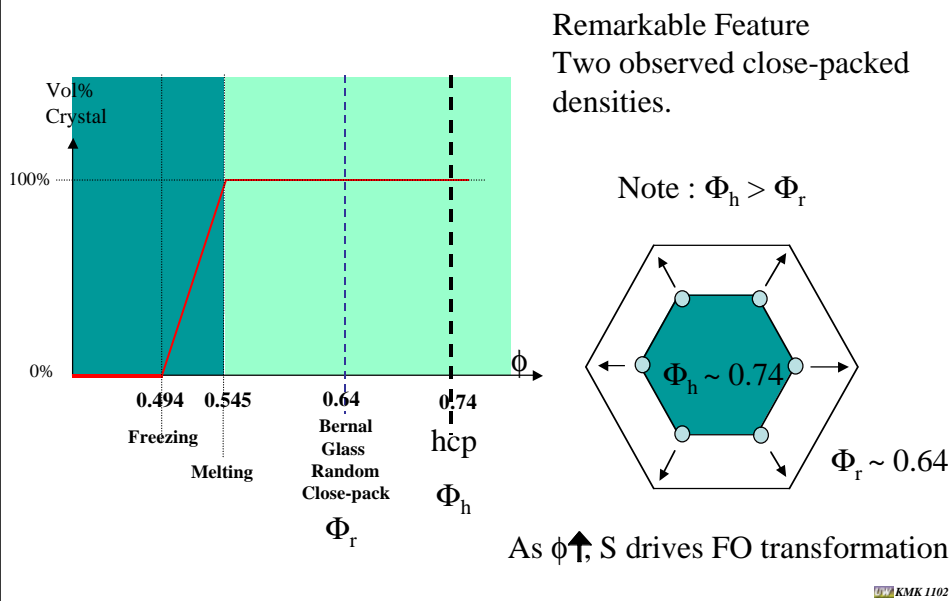 Remarkable Feature
Two observed close-packed
densities.
Vol%
Crystal
100%
0%
ϕ
0.494 0.545 0.64 0.74
Freezing
Melting
Bernal
Glass
Random
Close-pack
Φr
hcp
Φh
Note : Φh > Φr
Φh ~ 0.74
Φr ~ 0.64
As ϕ↑, S drives FO transformation
UW KMK 1102